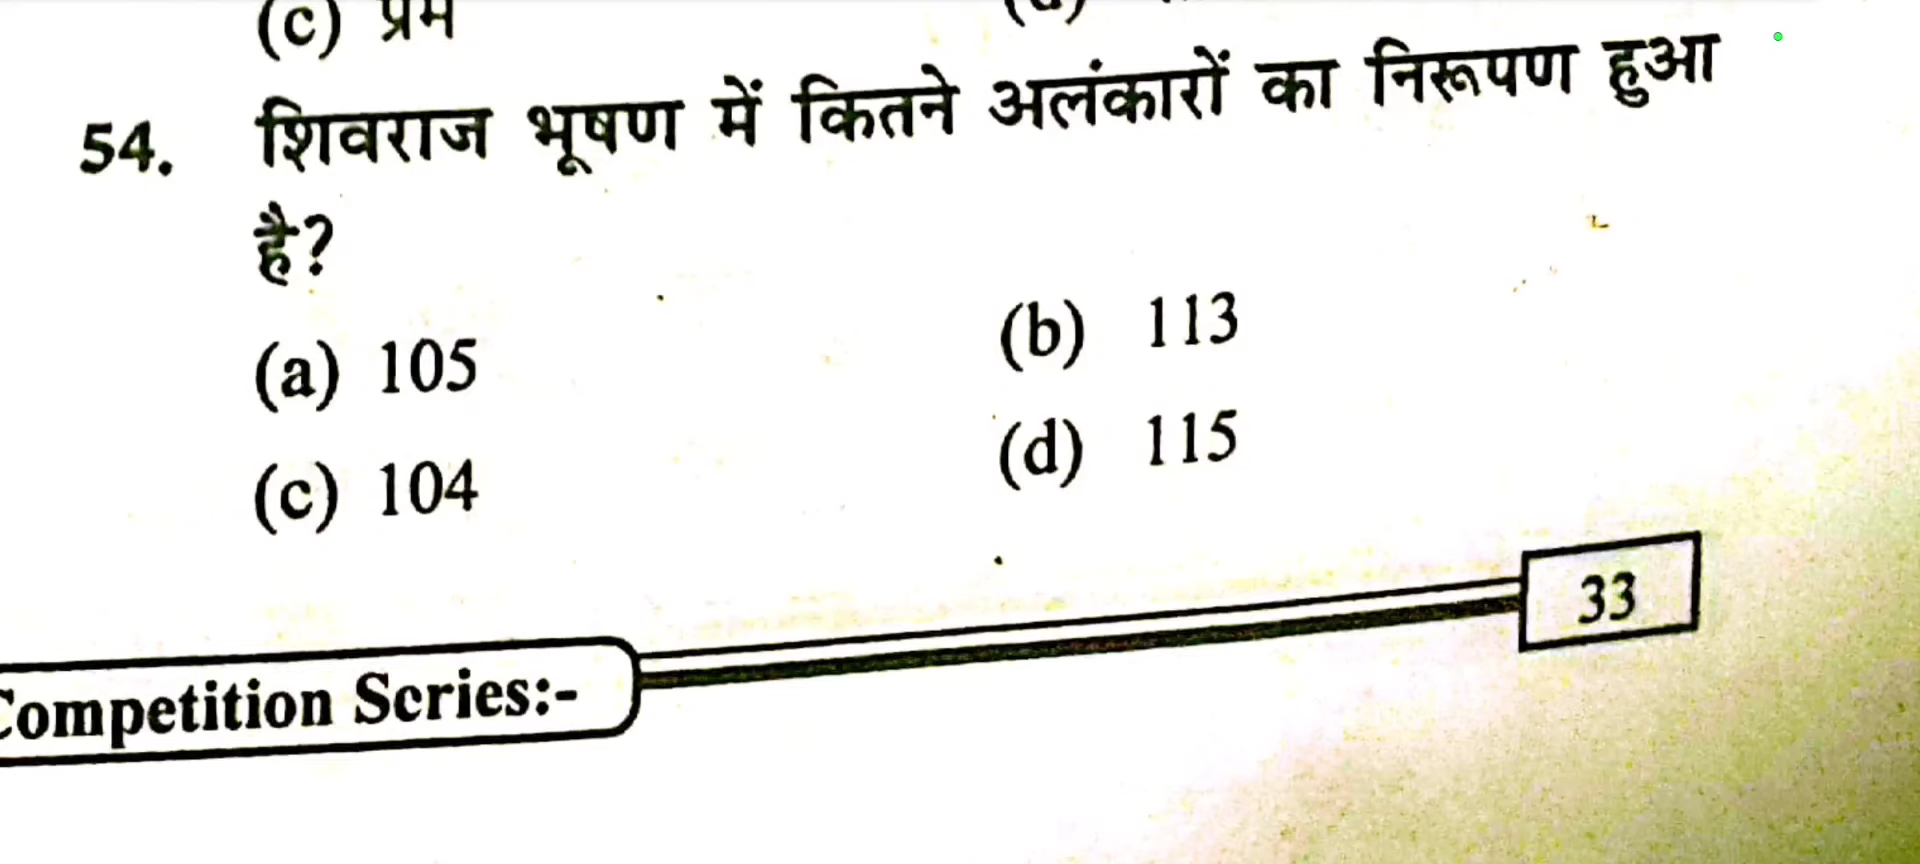 (c) प्रेम
54. शिवराज भूषण में कितने अलंकारों का निरूपण हुआ
है?
(a) 105
(b) 113
(c) 104
(d) 115
33
Competition Series:-